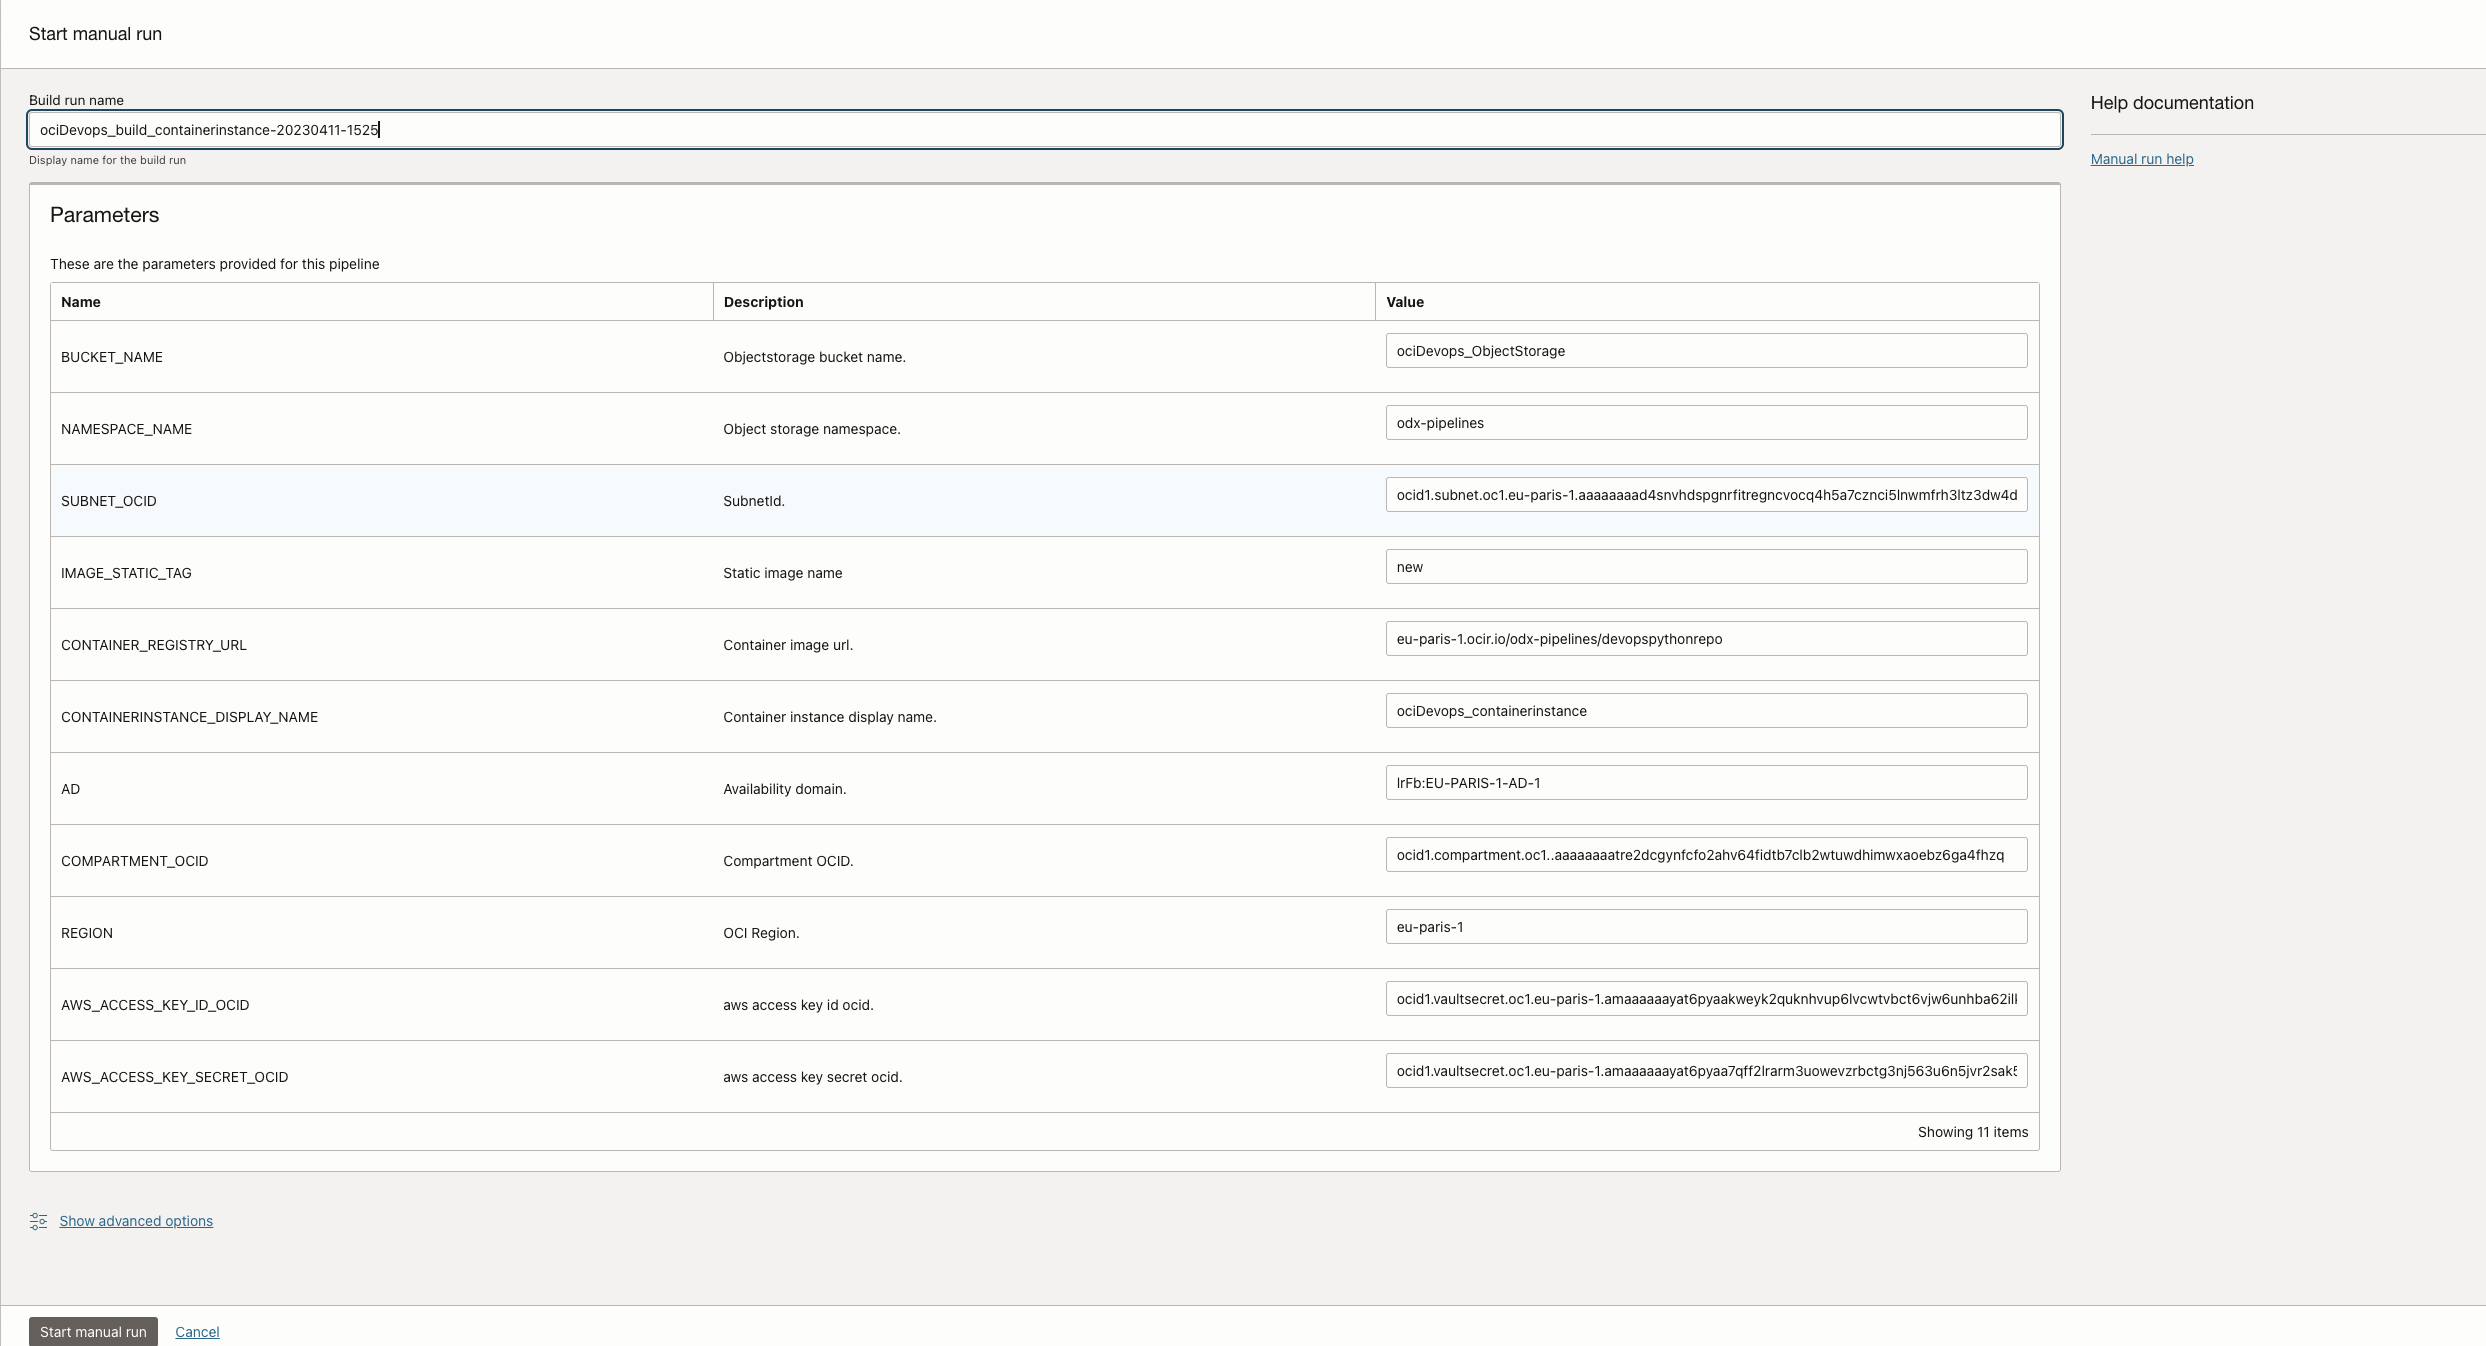 Start manual run
Build run name
ociDevops_build_containerinstance-20230411-1525
Display name for the build run
Help documentation
Manual run help
Parameters
These are the parameters provided for this pipeline
Name Description Value
BUCKET_NAME Objectstorage bucket name. ociDevops_ObjectStorage
NAMESPACE_NAME Object storage namespace. odx-pipelines
SUBNET_OCID SubnetId. ocid1.subnet.oc1.eu-paris-1.aaaaaaaad4snvhdspgnrfitregncvocq4h5a7cznci5lnwmfrh3ltz3dw4d
IMAGE_STATIC_TAG Static image name new
CONTAINER_REGISTRY_URL Container image url. eu-paris-1.ocir.io/odx-pipelines/devopspythonrepo
CONTAINERINSTANCE_DISPLAY_NAME Container instance display name. ociDevops_containerinstance
AD Availability domain. lrFb:EU-PARIS-1-AD-1
COMPARTMENT_OCID Compartment OCID. ocid1.compartment.oc1..aaaaaaaatre2dcgynfcfo2ahv64fidtb7clb2wtuwdhimwxaoebz6ga4fhzq
REGION OCI Region. eu-paris-1
AWS_ACCESS_KEY_ID_OCID aws access key id ocid. ocid1.vaultsecret.oc1.eu-paris-1.amaaaaaayat6pyaakweyk2quknhvup6lvcwtvbct6vjw6unhba62ilk
AWS_ACCESS_KEY_SECRET_OCID aws access key secret ocid. ocid1.vaultsecret.oc1.eu-paris-1.amaaaaaayat6pyaa7qff2lrarm3uowevzrbctg3nj563u6n5jvr2sak5
Showing 11 items
Show advanced options
Start manual run Cancel